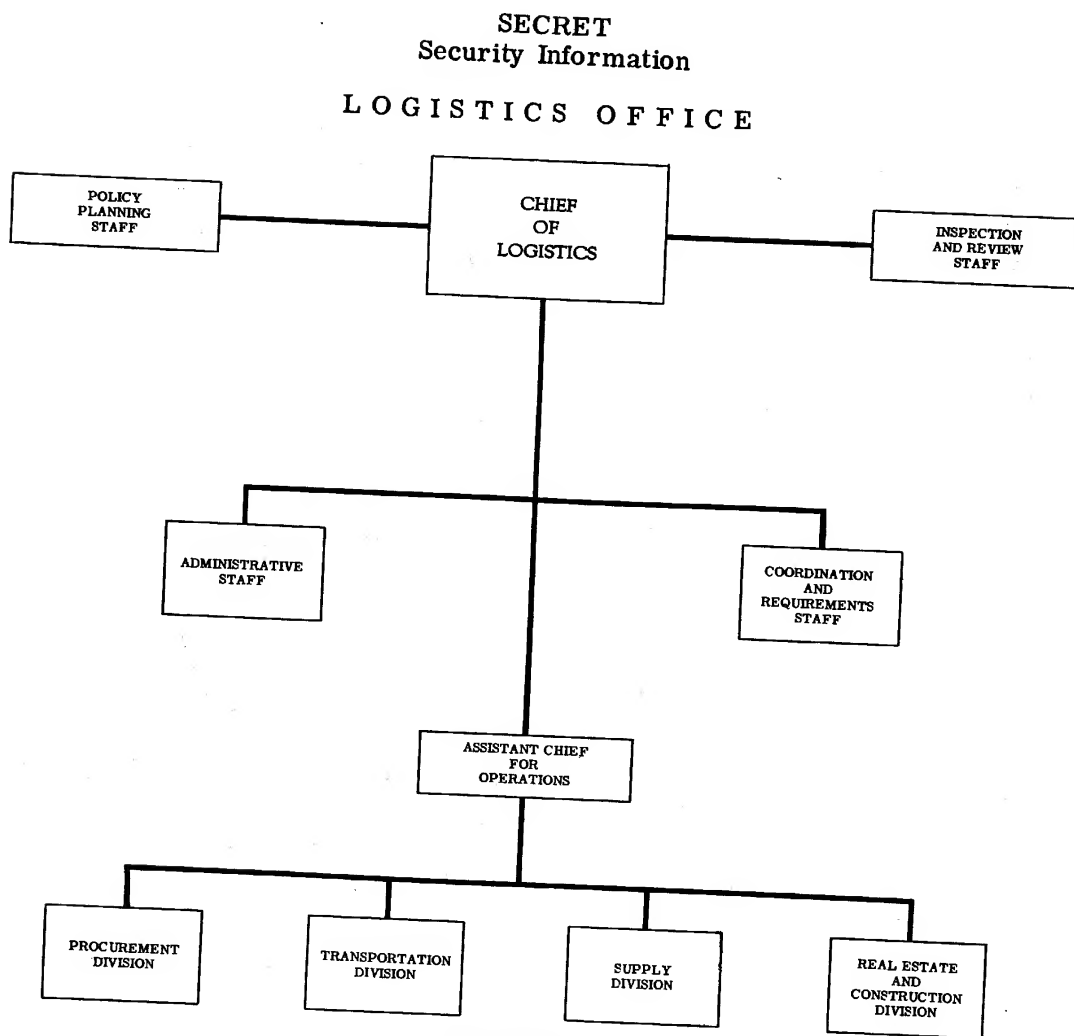 SECRET
Security Information
LOGISTICS OFFICE
POLICY
PLANNING
STAFF
CHIEF
OF
LOGISTICS
INSPECTION
AND REVIEW
STAFF
ADMINISTRATIVE
STAFF
COORDINATION
AND
REQUIREMENTS
STAFF
ASSISTANT CHIEF
FOR
OPERATIONS
PROCUREMENT
DIVISION
TRANSPORTATION
DIVISION
SUPPLY
DIVISION
REAL ESTATE
AND
CONSTRUCTION
DIVISION